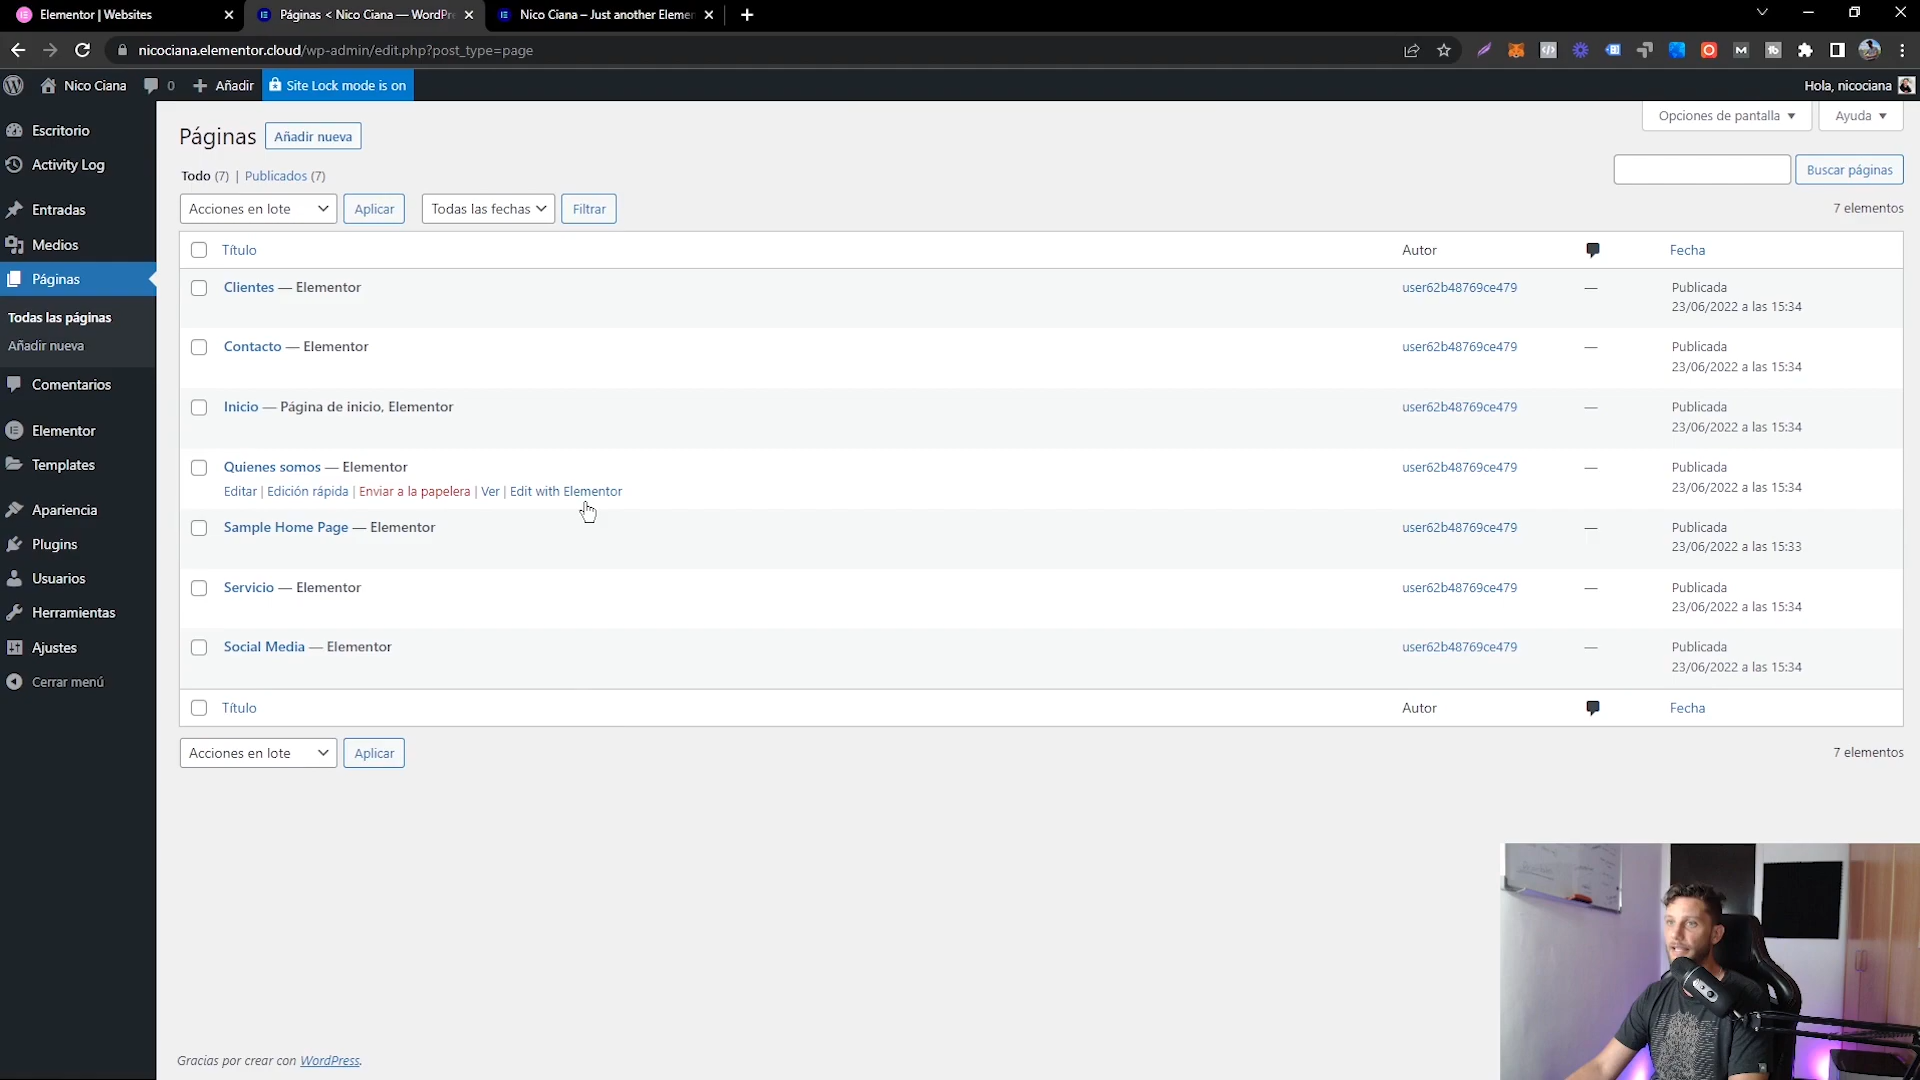 Elementor | Websites
Páginas < Nico Ciana — WordPre
Nico Ciana – Just another Elemen
nicociana.elementor.cloud/wp-admin/edit.php?post_type=page
Nico Ciana
0
Añadir
Site Lock mode is on
Hola, nicociana
Escritorio
Activity Log
Entradas
Medios
Páginas
Todas las páginas
Añadir nueva
Comentarios
Elementor
Templates
Apariencia
Plugins
Usuarios
Herramientas
Ajustes
Cerrar menú
Opciones de pantalla
Ayuda
Páginas
Añadir nueva
Todo (7) | Publicados (7)
Buscar páginas
Acciones en lote
Aplicar
Todas las fechas
Filtrar
7 elementos
Título
Autor
Fecha
Clientes — Elementor
user62b48769ce479
—
Publicada
23/06/2022 a las 15:34
Contacto — Elementor
user62b48769ce479
—
Publicada
23/06/2022 a las 15:34
Inicio — Página de inicio, Elementor
user62b48769ce479
—
Publicada
23/06/2022 a las 15:34
Quienes somos — Elementor
Editar | Edición rápida | Enviar a la papelera | Ver | Edit with Elementor
user62b48769ce479
—
Publicada
23/06/2022 a las 15:34
Sample Home Page — Elementor
user62b48769ce479
—
Publicada
23/06/2022 a las 15:33
Servicio — Elementor
user62b48769ce479
—
Publicada
23/06/2022 a las 15:34
Social Media — Elementor
user62b48769ce479
—
Publicada
23/06/2022 a las 15:34
Título
Autor
Fecha
Acciones en lote
Aplicar
7 elementos
Gracias por crear con WordPress.